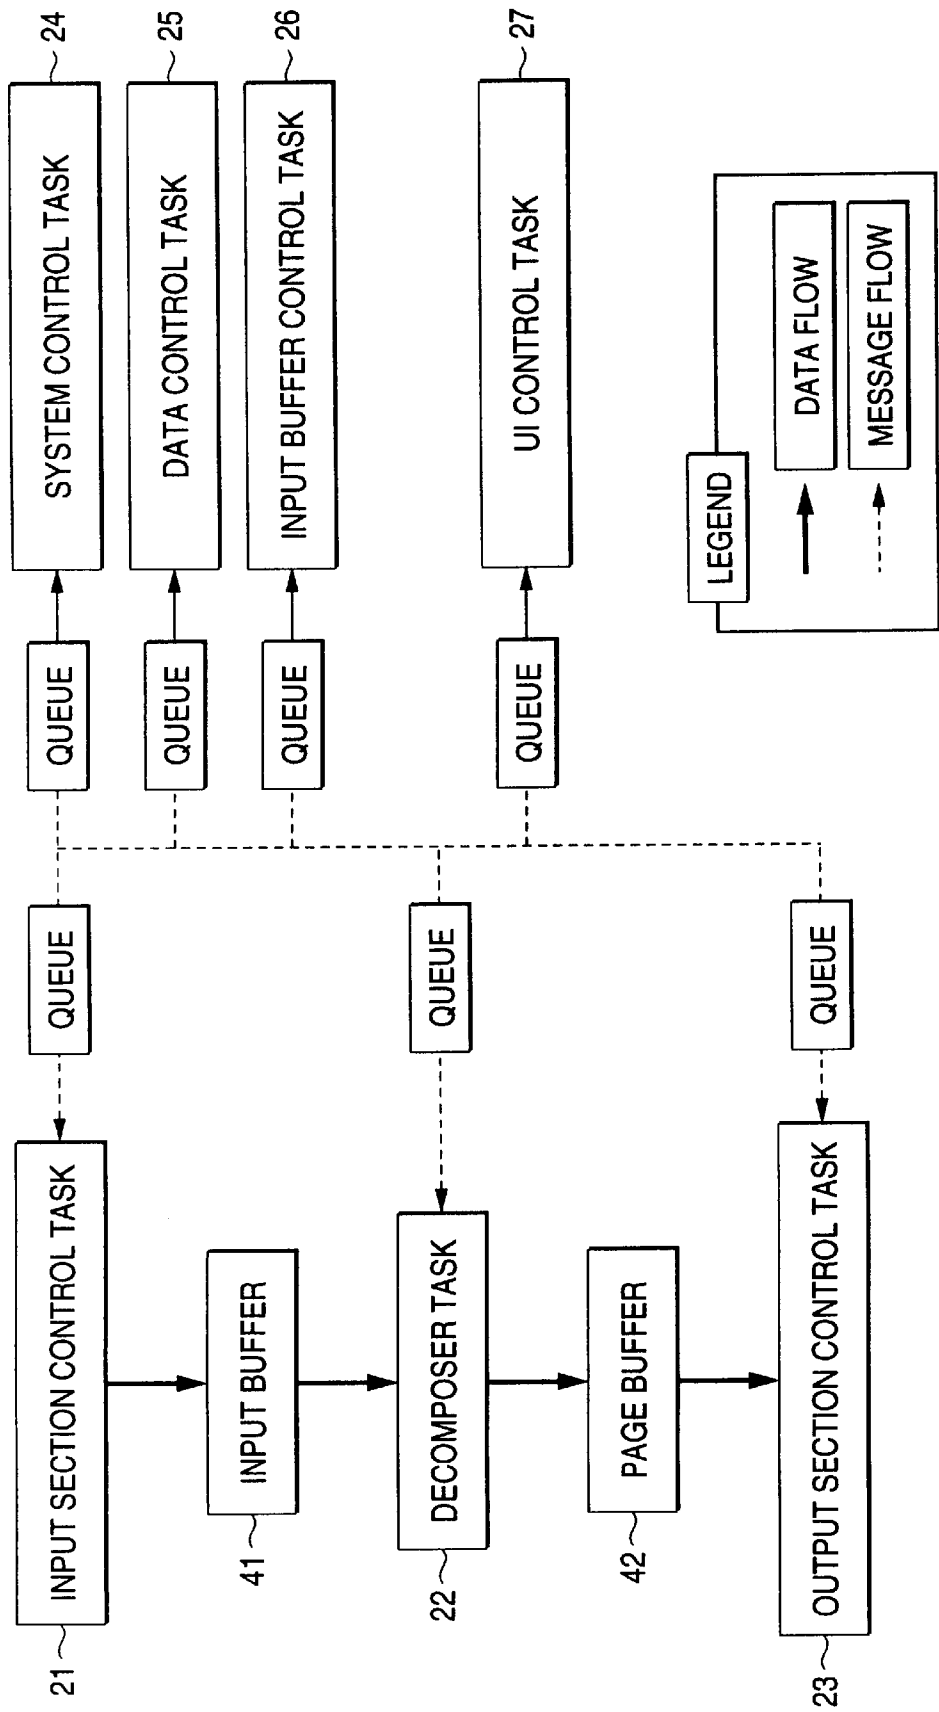 21
INPUT SECTION CONTROL TASK
QUEUE
QUEUE
SYSTEM CONTROL TASK
24
QUEUE
DATA CONTROL TASK
25
41
INPUT BUFFER
QUEUE
INPUT BUFFER CONTROL TASK
26
22
DECOMPOSER TASK
QUEUE
QUEUE
UI CONTROL TASK
27
42
PAGE BUFFER
23
OUTPUT SECTION CONTROL TASK
QUEUE
LEGEND
DATA FLOW
MESSAGE FLOW